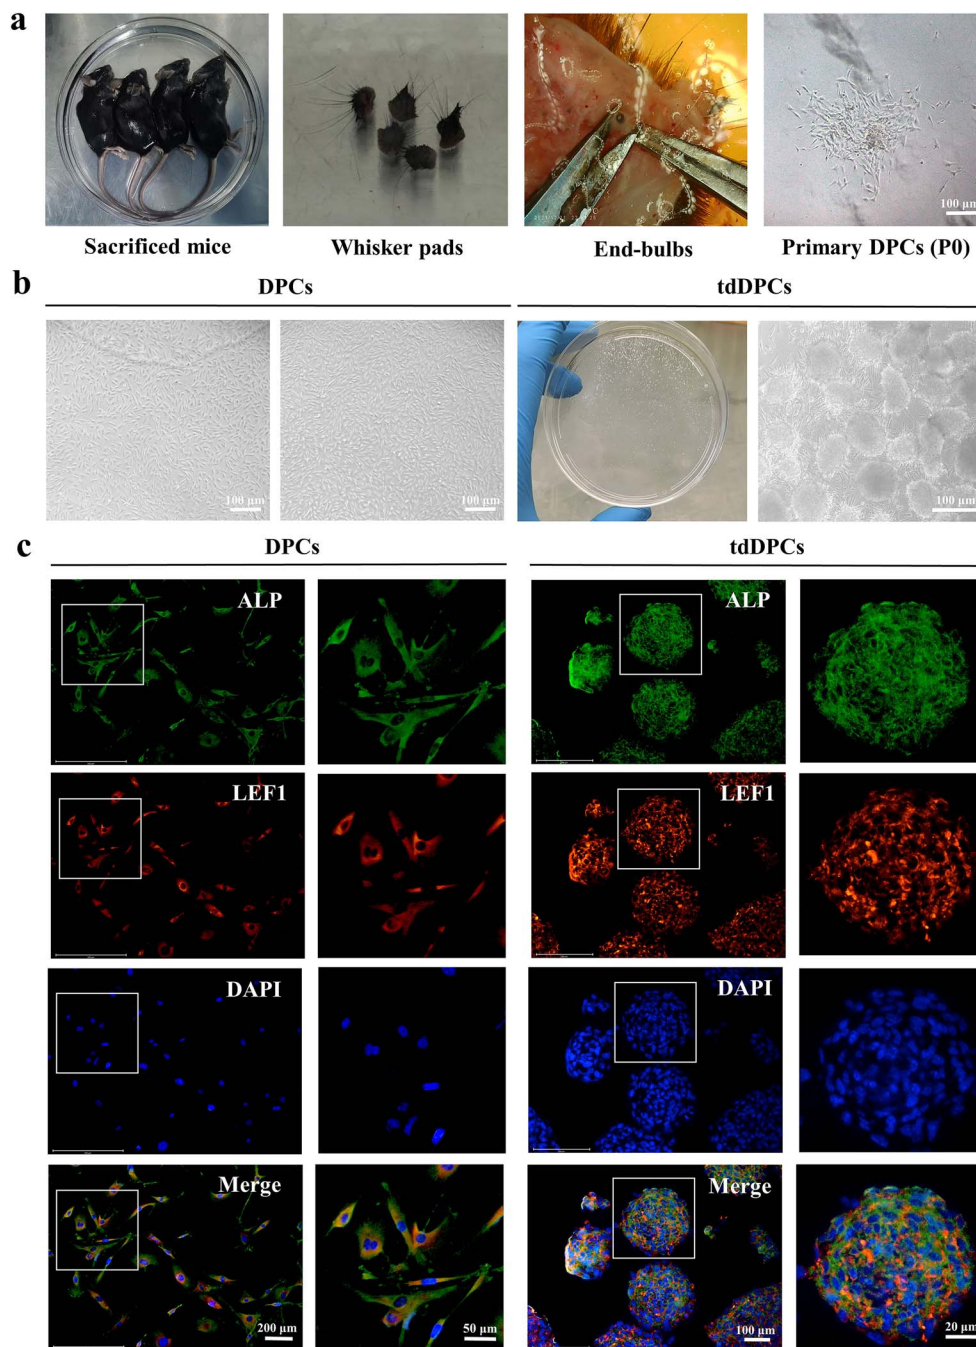 a
Sacrificed mice
Whisker pads
End-bulbs
100 µm
Primary DPCs (P0)
b
DPCs
tdDPCs
100 µm
100 µm
100 µm
c
DPCs
tdDPCs
ALP
ALP
LEF1
LEF1
DAPI
DAPI
Merge
Merge
200 µm
50 µm
100 µm
20 µm